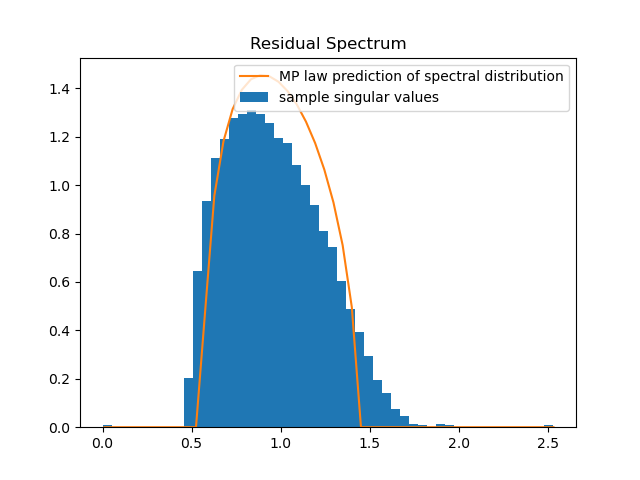 Residual Spectrum
MP law prediction of spectral distribution
sample singular values
1.4
1.2
1.0
0.8
0.6
0.4
0.2
0.0
0.0 0.5 1.0 1.5 2.0 2.5